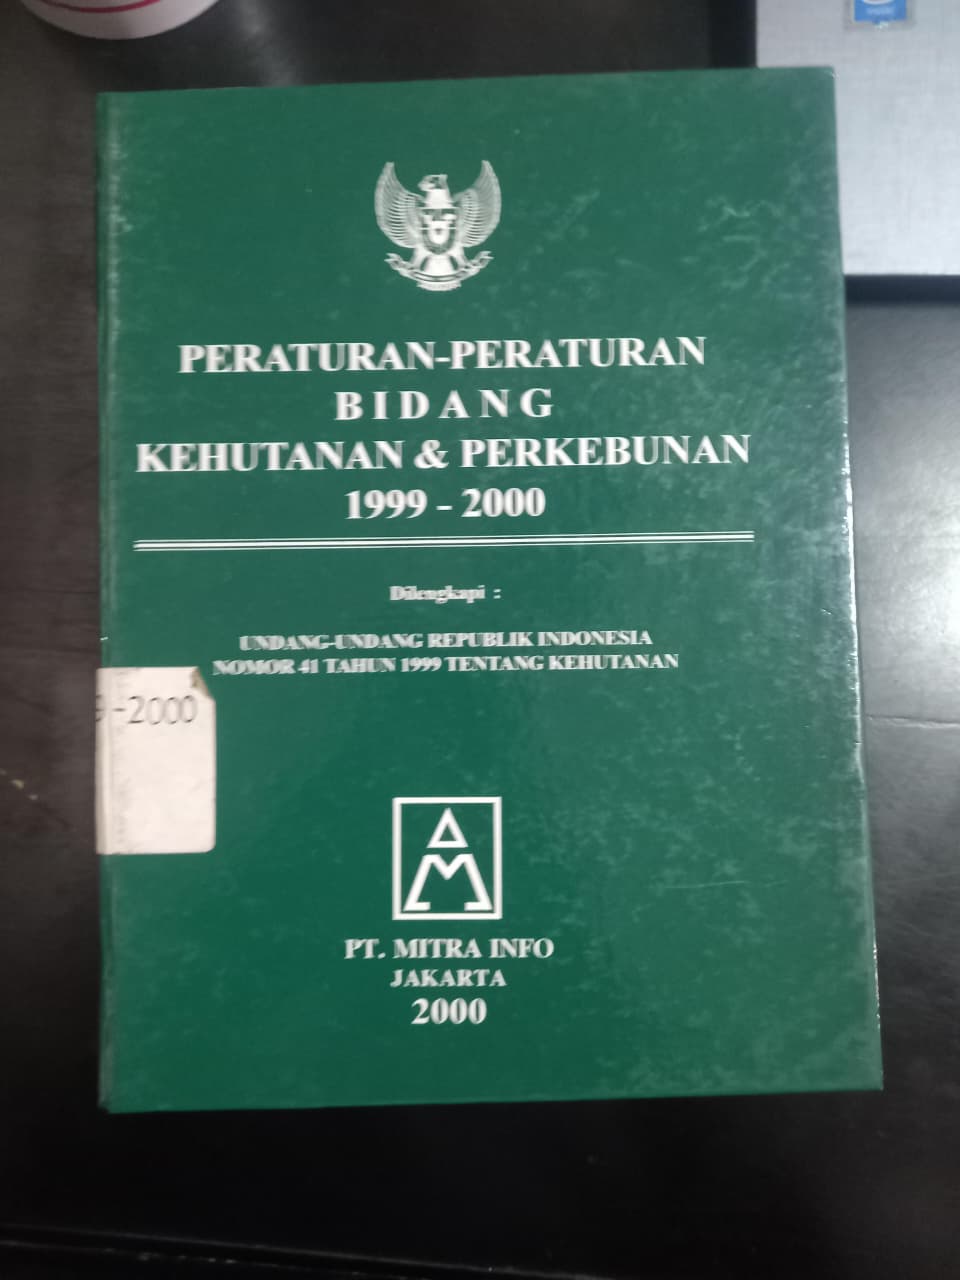 PERATURAN-PERATURAN
BIDANG
KEHUTANAN & PERKEBUNAN
1999 - 2000
Dilengkapi :
UNDANG-UNDANG REPUBLIK INDONESIA
NOMOR 41 TAHUN 1999 TENTANG KEHUTANAN
-2000
PT. MITRA INFO
JAKARTA
2000